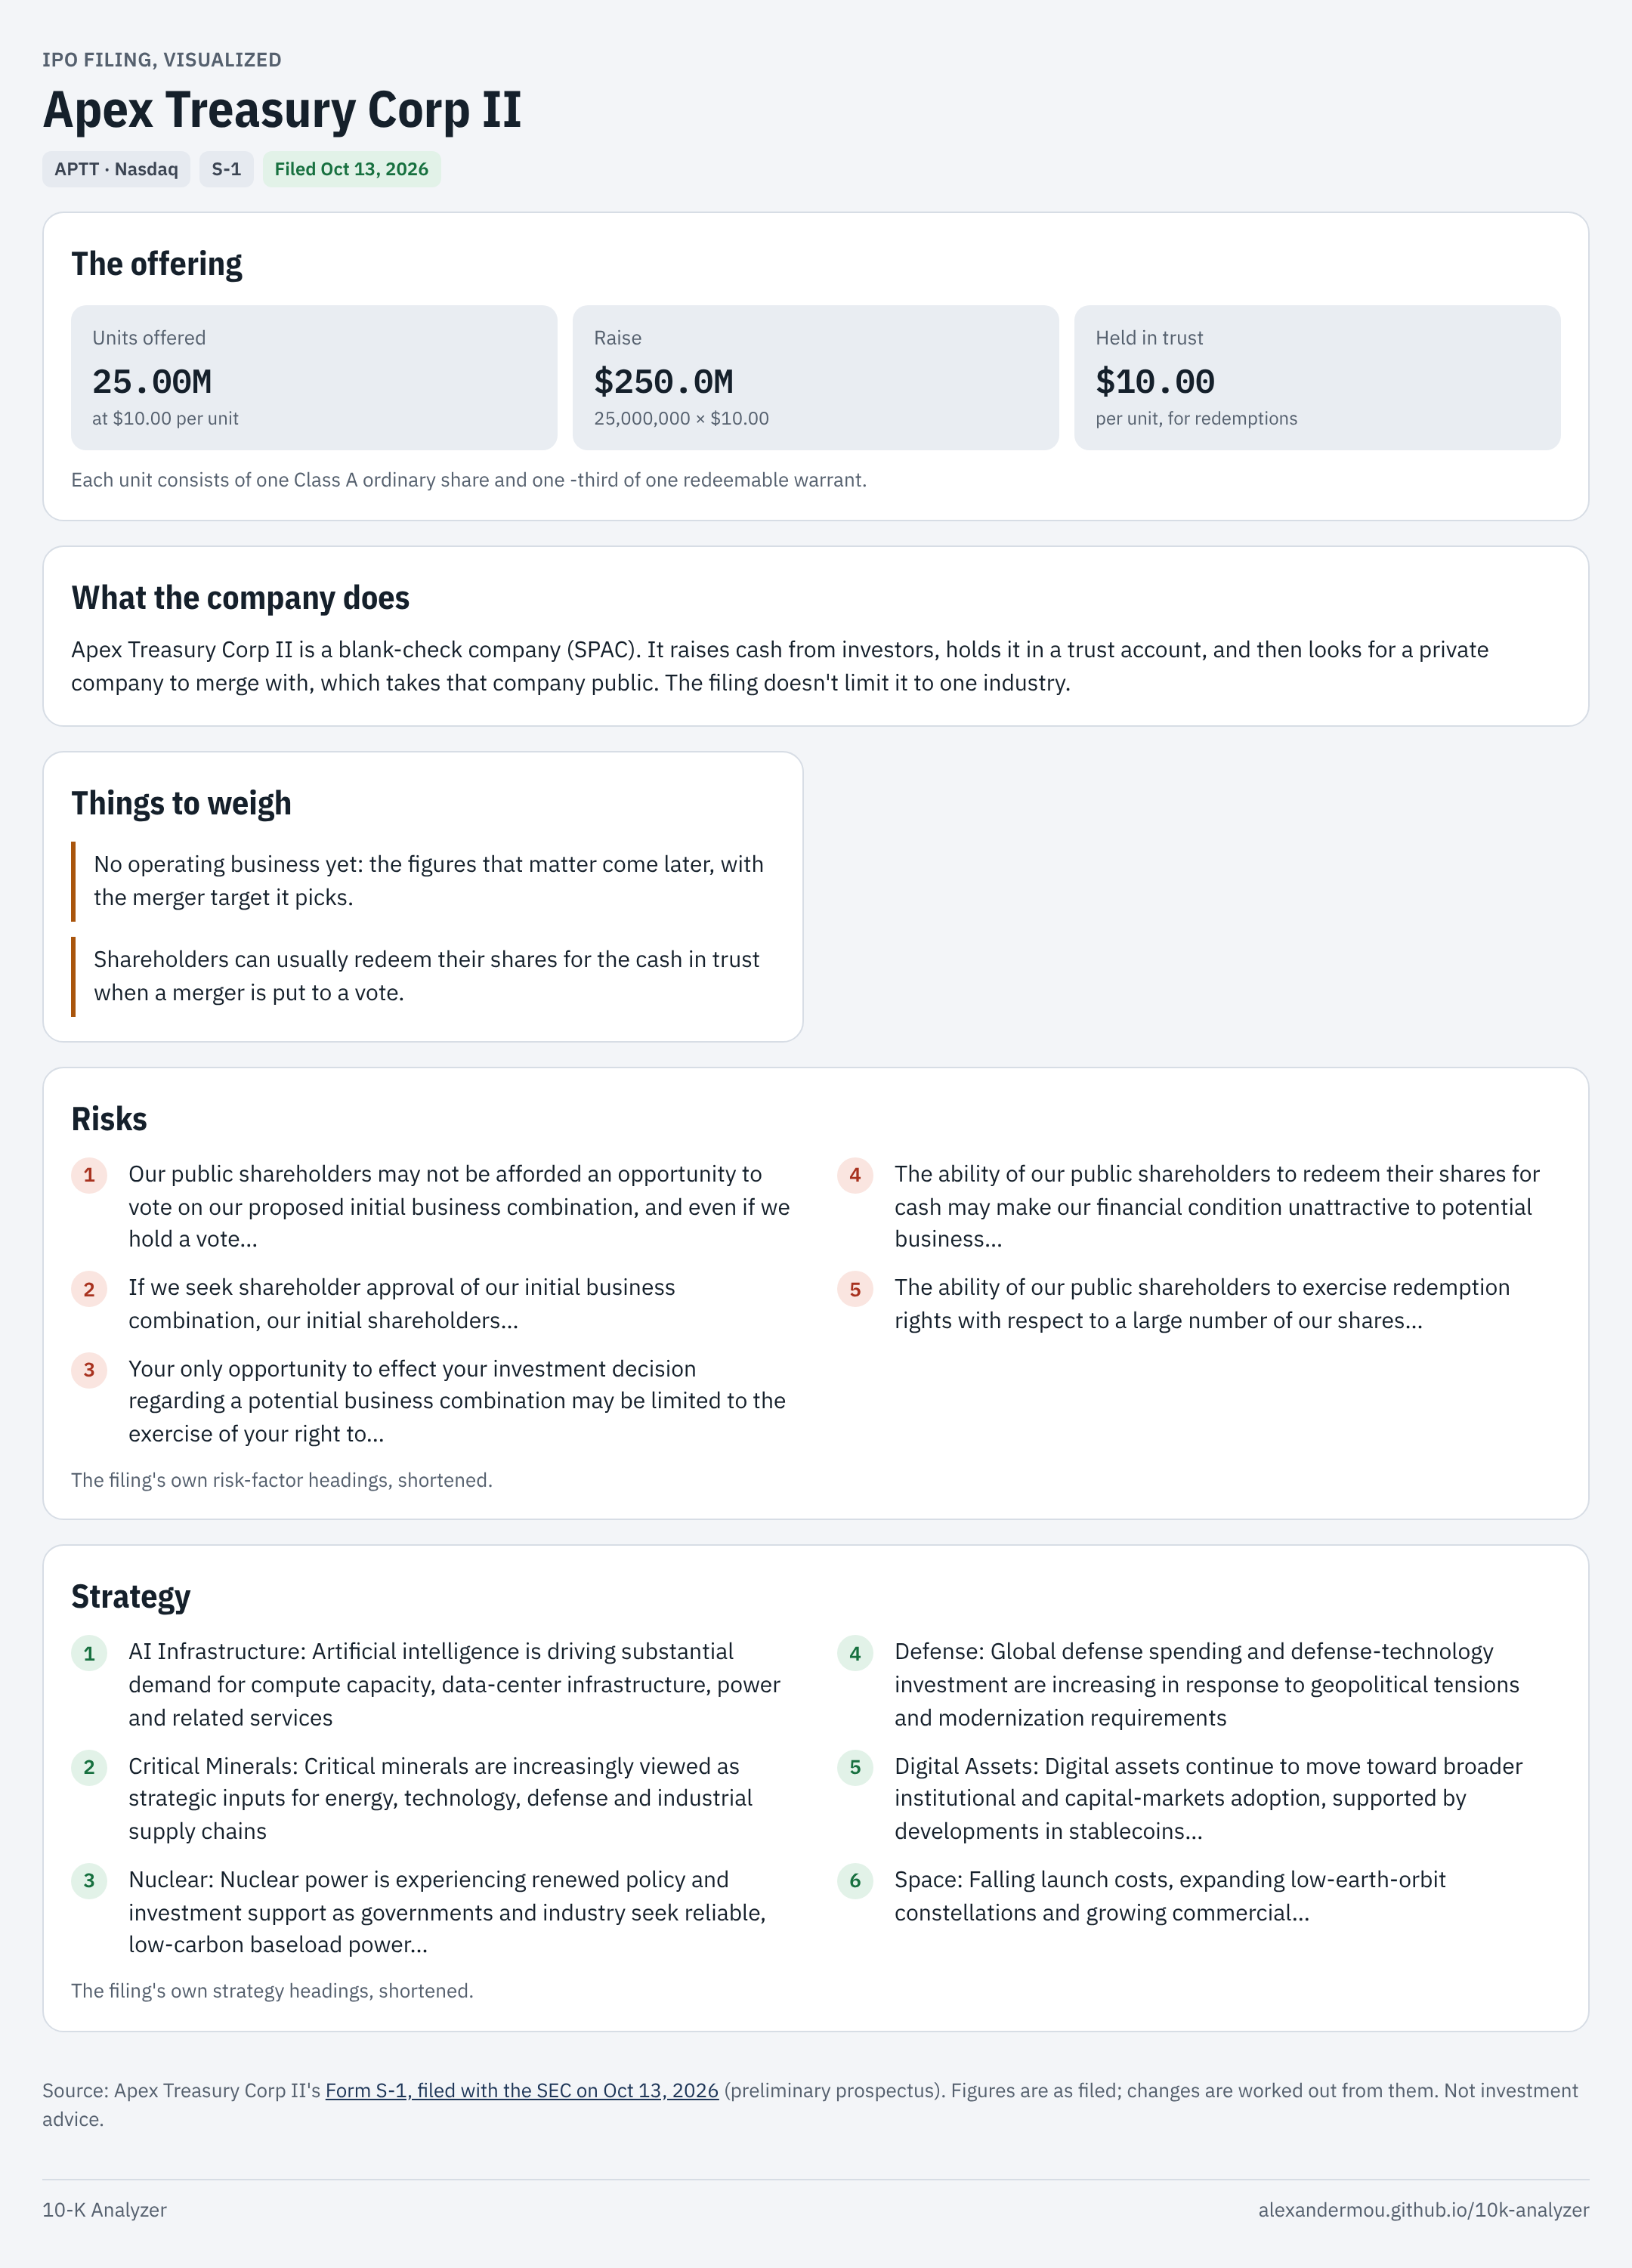 IPO FILING, VISUALIZED
Apex Treasury Corp II
APTT · Nasdaq
S-1
Filed Oct 13, 2026
The offering
Units offered
25.00M
at $10.00 per unit
Raise
$250.0M
25,000,000 × $10.00
Held in trust
$10.00
per unit, for redemptions
Each unit consists of one Class A ordinary share and one -third of one redeemable warrant.
What the company does
Apex Treasury Corp II is a blank-check company (SPAC). It raises cash from investors, holds it in a trust account, and then looks for a private
company to merge with, which takes that company public. The filing doesn't limit it to one industry.
Things to weigh
No operating business yet: the figures that matter come later, with
the merger target it picks.
Shareholders can usually redeem their shares for the cash in trust
when a merger is put to a vote.
Risks
1
Our public shareholders may not be afforded an opportunity to
vote on our proposed initial business combination, and even if we
hold a vote...
2
If we seek shareholder approval of our initial business
combination, our initial shareholders...
3
Your only opportunity to effect your investment decision
regarding a potential business combination may be limited to the
exercise of your right to...
4
The ability of our public shareholders to redeem their shares for
cash may make our financial condition unattractive to potential
business...
5
The ability of our public shareholders to exercise redemption
rights with respect to a large number of our shares...
The filing's own risk-factor headings, shortened.
Strategy
1
AI Infrastructure: Artificial intelligence is driving substantial
demand for compute capacity, data-center infrastructure, power
and related services
2
Critical Minerals: Critical minerals are increasingly viewed as
strategic inputs for energy, technology, defense and industrial
supply chains
3
Nuclear: Nuclear power is experiencing renewed policy and
investment support as governments and industry seek reliable,
low-carbon baseload power...
4
Defense: Global defense spending and defense-technology
investment are increasing in response to geopolitical tensions
and modernization requirements
5
Digital Assets: Digital assets continue to move toward broader
institutional and capital-markets adoption, supported by
developments in stablecoins...
6
Space: Falling launch costs, expanding low-earth-orbit
constellations and growing commercial...
The filing's own strategy headings, shortened.
Source: Apex Treasury Corp II's Form S-1, filed with the SEC on Oct 13, 2026 (preliminary prospectus). Figures are as filed; changes are worked out from them. Not investment
advice.
10-K Analyzer
alexandermou.github.io/10k-analyzer